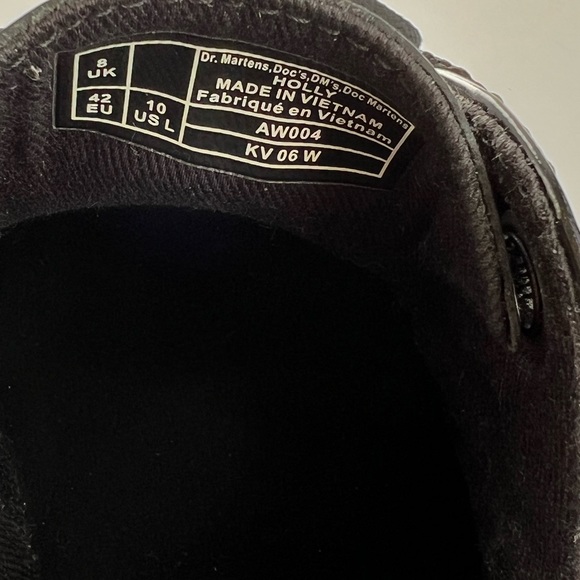 8
UK
42
EU
10
US L
Dr. Martens,Doc's,DM's,Doc Martens
HOLLY
MADE IN VIETNAM
Fabriqué en Vietnam
AW004
KV 06 W